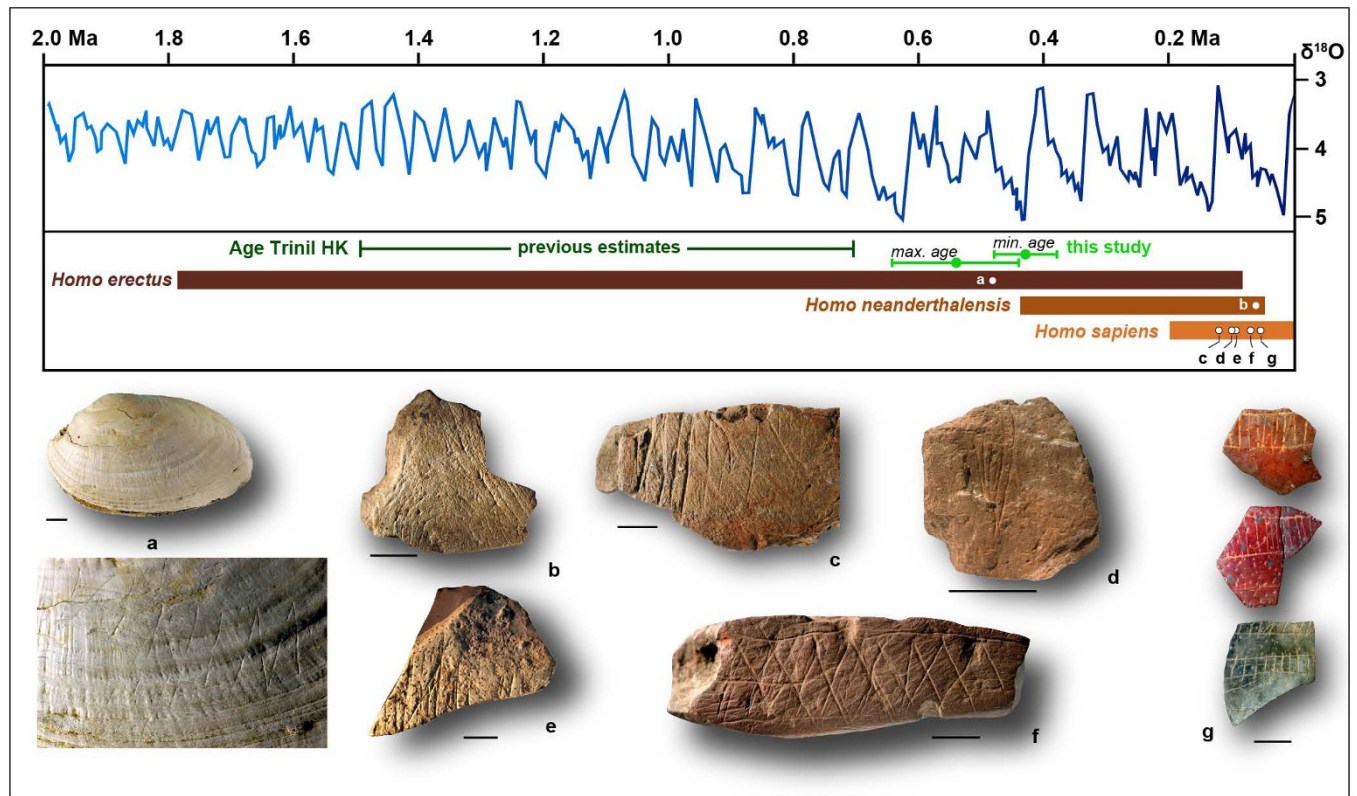 2.0 Ma 1.8 1.6 1.4 1.2 1.0 0.8 0.6 0.4 0.2 Ma δ¹⁸O
3
4
5
Age Trinil HK previous estimates max. age min. age this study
Homo erectus a
Homo neanderthalensis b
Homo sapiens
c d e f g
a
b
c
d
e
f
g